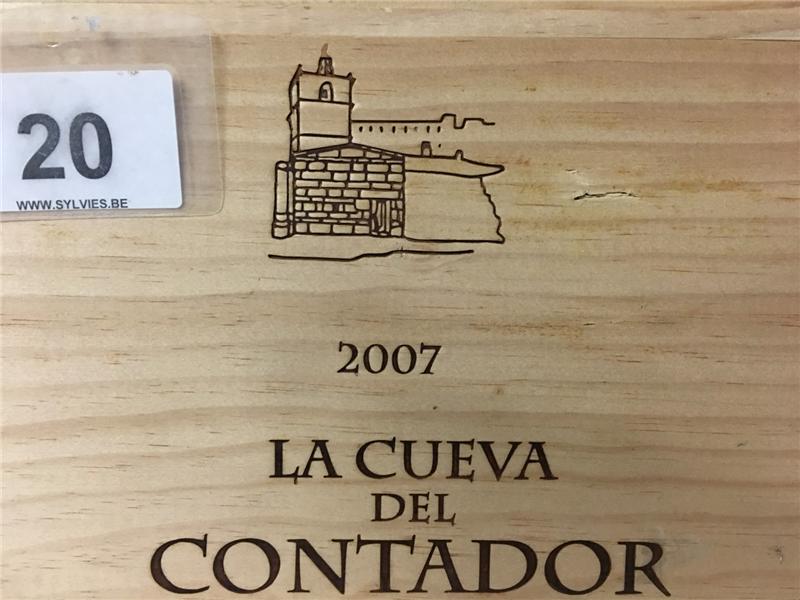 20
WWW.SYLVIES.BE
2007
LA CUEVA
DEL
CONTADOR